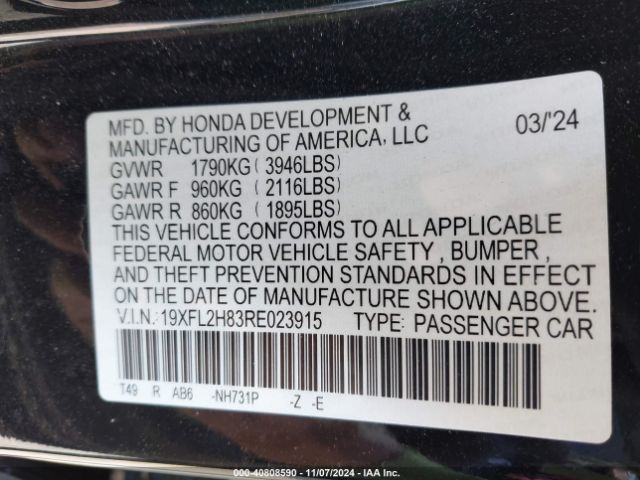 MFD. BY HONDA DEVELOPMENT &
MANUFACTURING OF AMERICA, LLC 03/'24
GVWR 1790KG ( 3946LBS)
GAWR F 960KG ( 2116LBS)
GAWR R 860KG ( 1895LBS)
THIS VEHICLE CONFORMS TO ALL APPLICABLE
FEDERAL MOTOR VEHICLE SAFETY , BUMPER ,
AND THEFT PREVENTION STANDARDS IN EFFECT
ON THE DATE OF MANUFACTURE SHOWN ABOVE.
V.I.N.: 19XFL2H83RE023915 TYPE: PASSENGER CAR
T49 R AB6 -NH731P -Z -E
000-40808590 - 11/07/2024 - IAA Inc.